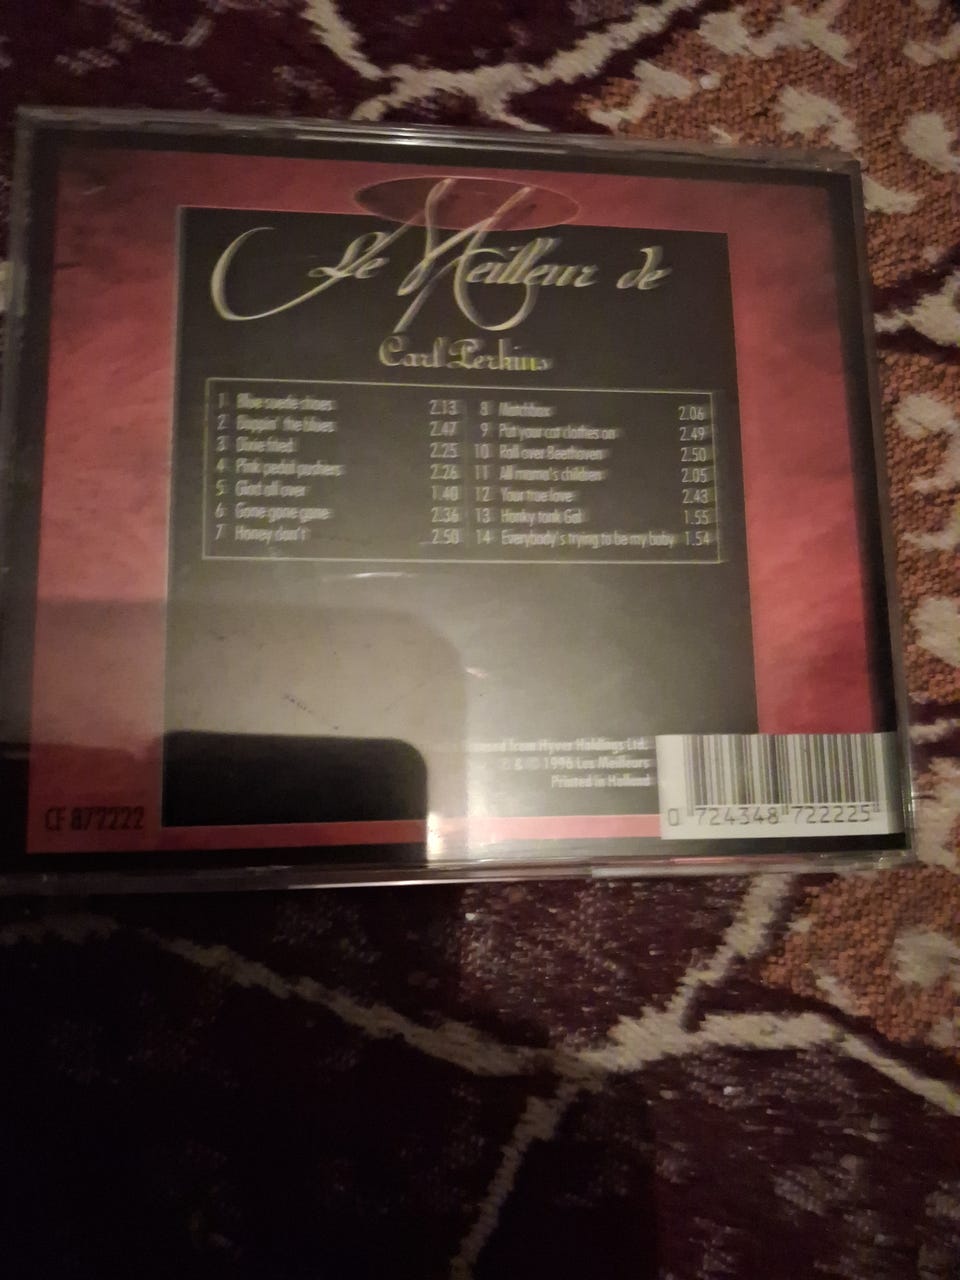 Le Meilleur de
Carl Perkins
1 Blue suede shoes 2.13
2 Boppin' the blues 2.47
3 Dixie fried 2.25
4 Pink pedal pushers 2.26
5 Glad all over 1.40
6 Gone gone gone 2.36
7 Honey don't 2.50
8 Matchbox 2.06
9 Put your cat clothes on 2.49
10 Roll over Beethoven 2.50
11 All mama's children 2.05
12 Your true love 2.43
13 Honky tonk Gal 1.55
14 Everybody's trying to be my baby 1.54
licensed from Hyver Holdings Ltd.
℗ & © 1996 Les Meilleurs
Printed in Holland
CF 877222
0 724348 722225